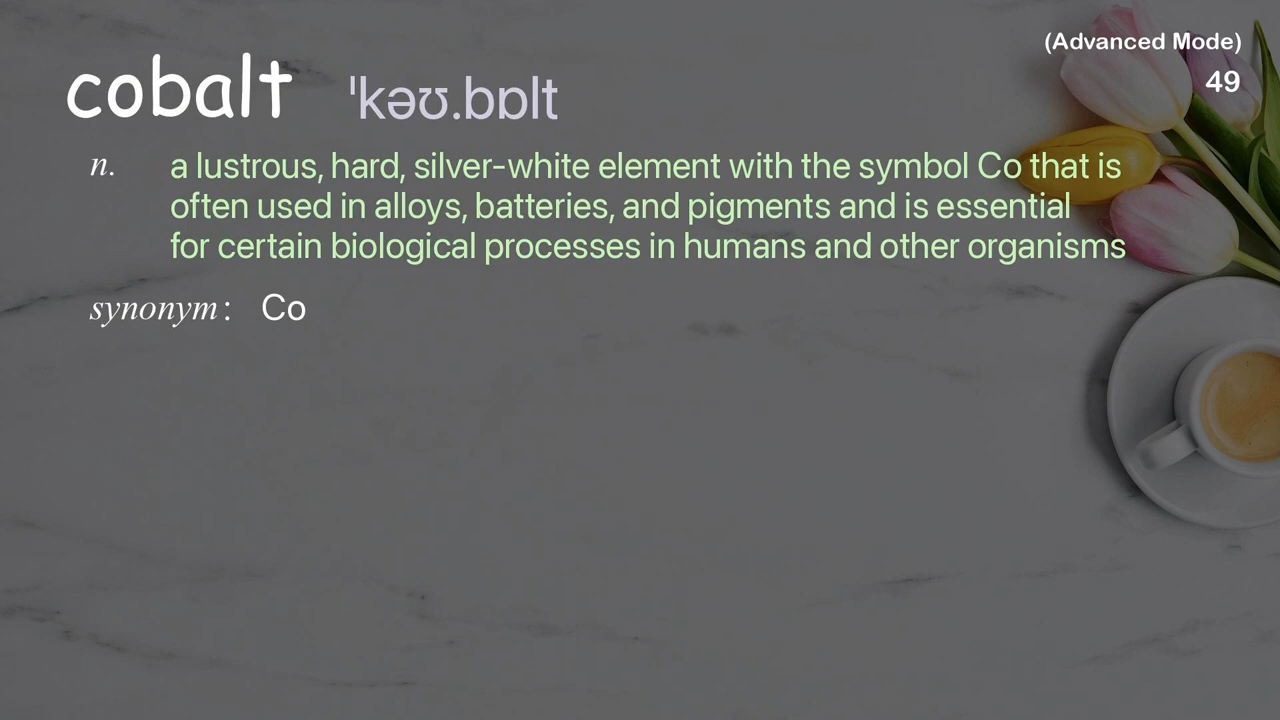 (Advanced Mode)
49
cobalt ˈkəʊ.bɒlt
n. a lustrous, hard, silver-white element with the symbol Co that is
often used in alloys, batteries, and pigments and is essential
for certain biological processes in humans and other organisms
synonym: Co